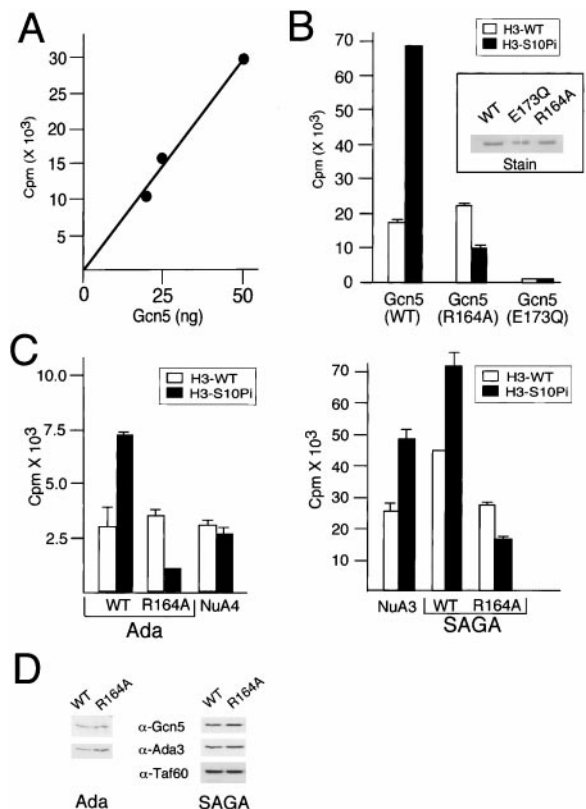 A
Cpm (X 10³)
30
15
10
5
0
25
50
Gcn5 (ng)
B
H3-WT
H3-S10Pi
Cpm (X 10³)
70
60
50
40
30
20
10
0
WT
E173Q
R164A
Stain
Gcn5 (WT)
Gcn5 (R164A)
Gcn5 (E173Q)
C
H3-WT
H3-S10Pi
Cpm X 10³
10.0
7.5
5.0
2.5
WT
R164A
NuA4
Ada
H3-WT
H3-S10Pi
Cpm X 10³
70
60
50
40
30
20
10
NuA3
WT
R164A
SAGA
D
WT
R164A
WT
R164A
α-Gcn5
α-Ada3
α-Taf60
Ada
SAGA